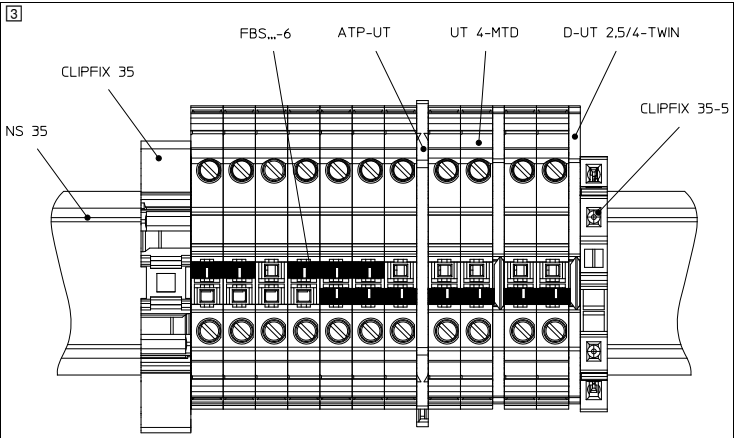 3
FBS...-6
ATP-UT
UT 4-MTD
D-UT 2,5/4-TWIN
CLIPFIX 35
CLIPFIX 35-5
NS 35